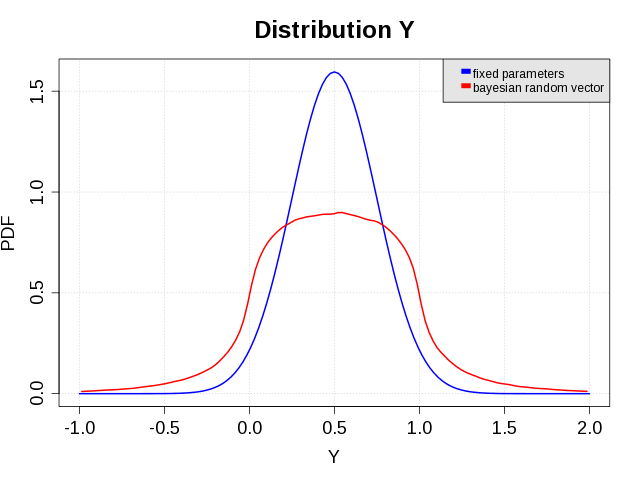 Distribution Y
fixed parameters
bayesian random vector
PDF
1.5
1.0
0.5
0.0
-1.0 -0.5 0.0 0.5 1.0 1.5 2.0
Y